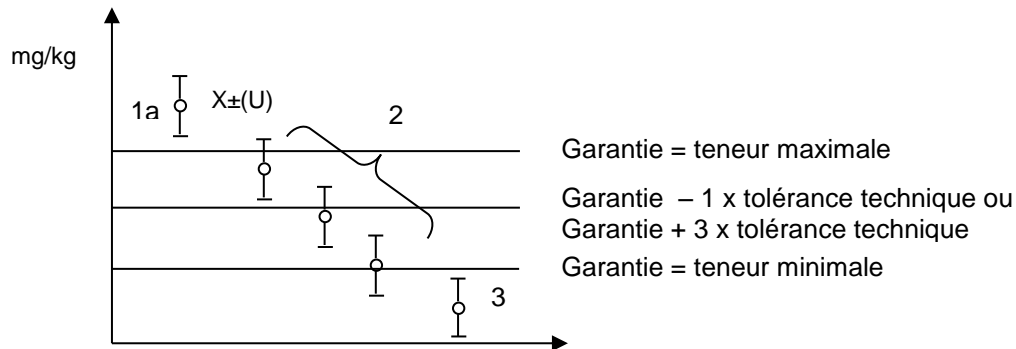 mg/kg
1a
X±(U)
2
Garantie = teneur maximale
Garantie – 1 x tolérance technique ou
Garantie + 3 x tolérance technique
Garantie = teneur minimale
3